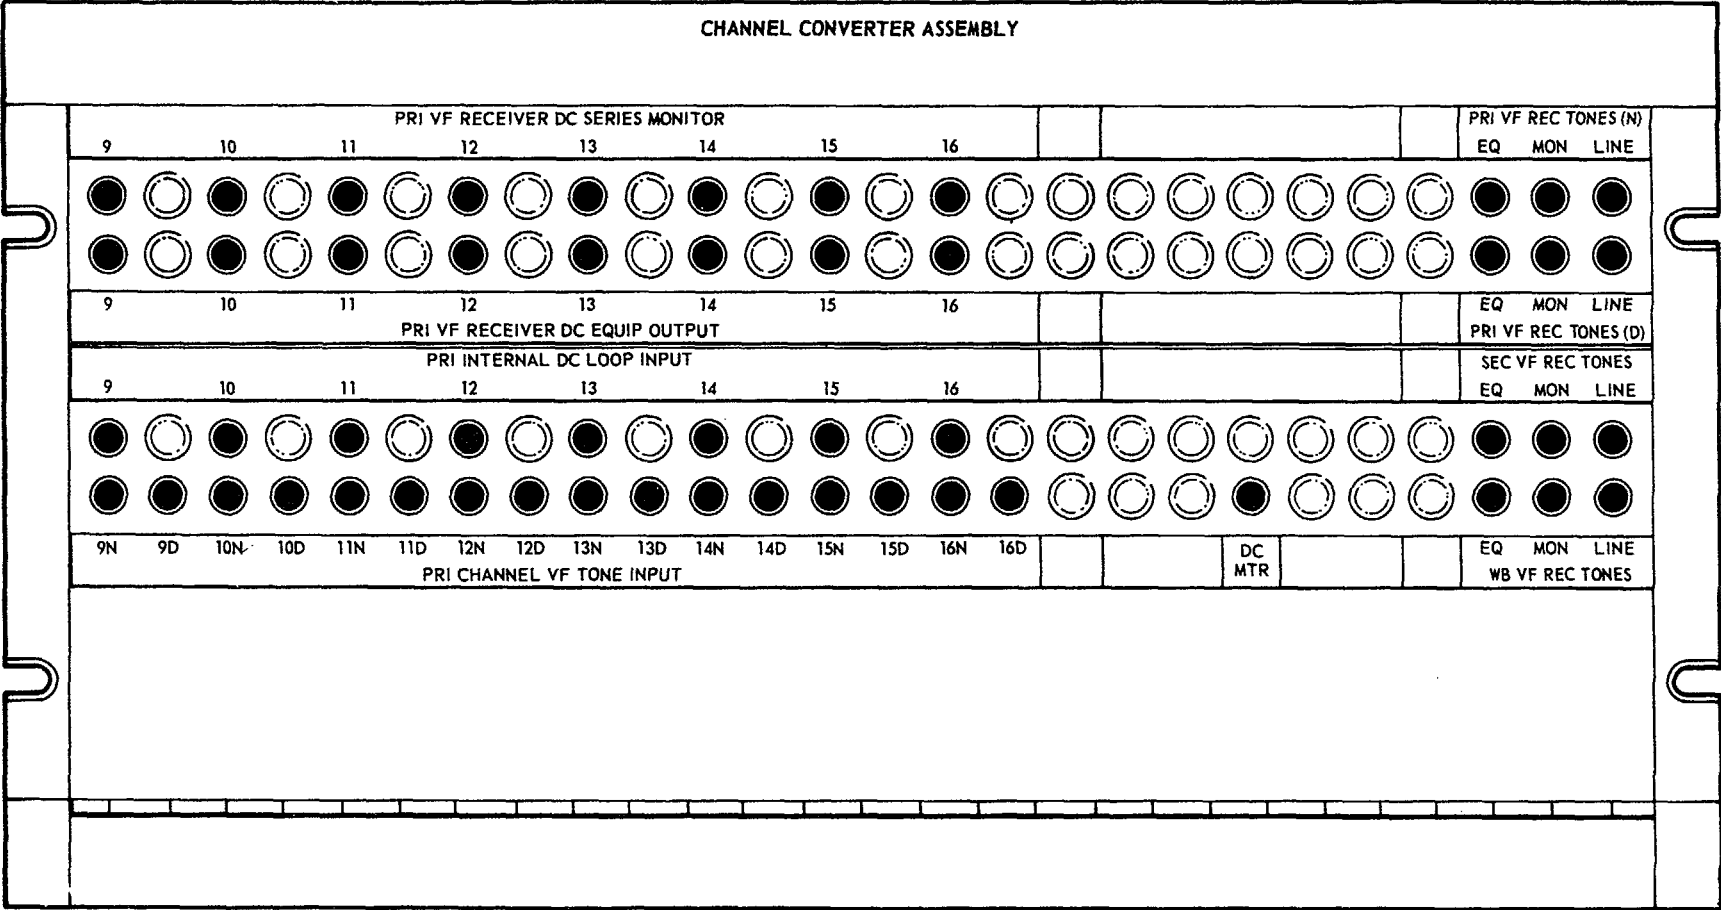 CHANNEL CONVERTER ASSEMBLY
PRI VF RECEIVER DC SERIES MONITOR
PRI VF REC TONES (N)
9 10 11 12 13 14 15 16 EQ MON LINE
9 10 11 12 13 14 15 16 EQ MON LINE
PRI VF RECEIVER DC EQUIP OUTPUT
PRI VF REC TONES (D)
PRI INTERNAL DC LOOP INPUT
SEC VF REC TONES
9 10 11 12 13 14 15 16 EQ MON LINE
9N 9D 10N 10D 11N 11D 12N 12D 13N 13D 14N 14D 15N 15D 16N 16D DC EQ MON LINE
PRI CHANNEL VF TONE INPUT MTR WB VF REC TONES